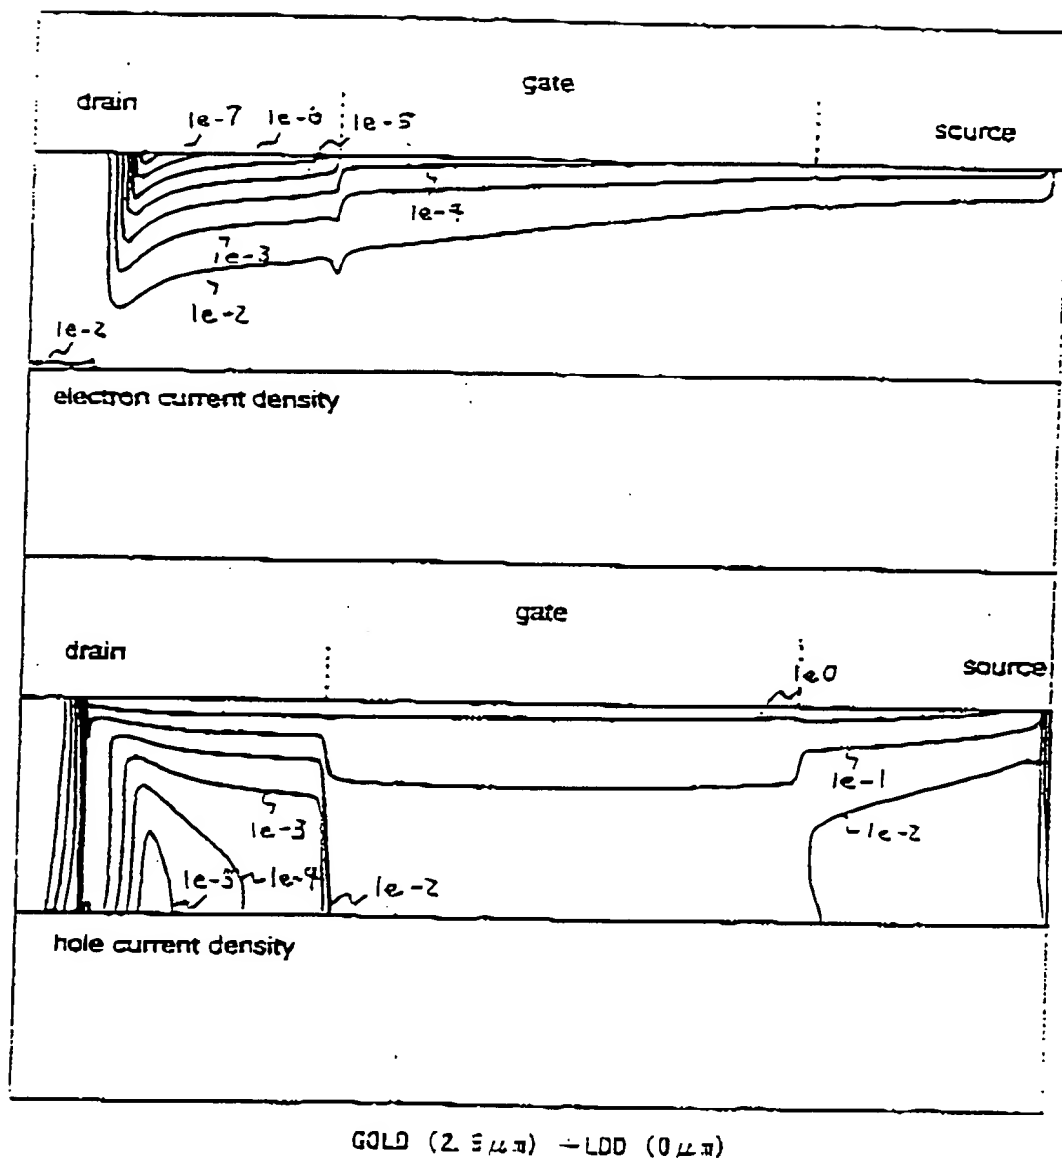 gate
drain
source
1e-7
1e-6
1e-5
1e-4
1e-3
1e-2
1e-2
electron current density
gate
drain
source
1e0
1e-1
1e-2
1e-3
1e-4
1e-2
hole current density
GOLD (2.5μm) -LDD (0μm)